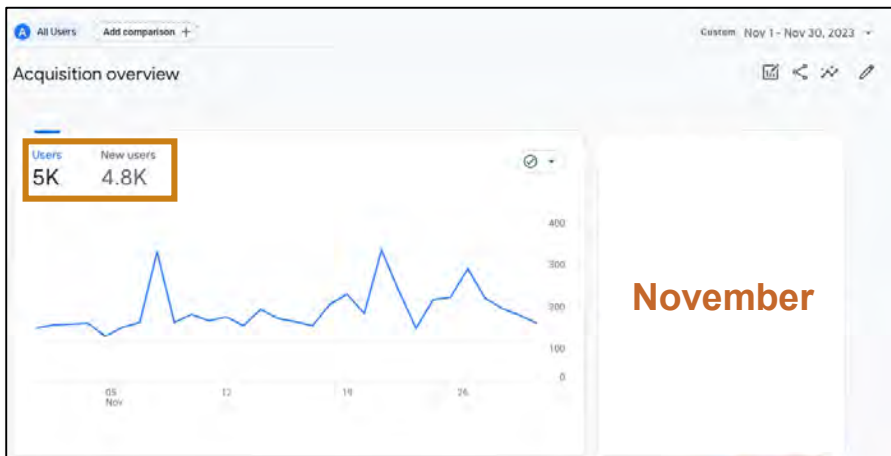 A All Users Add comparison + Custom Nov 1 - Nov 30, 2023
Acquisition overview
Users New users
5K 4.8K
400
300
200
100
0
05 12 19 26
Nov
November